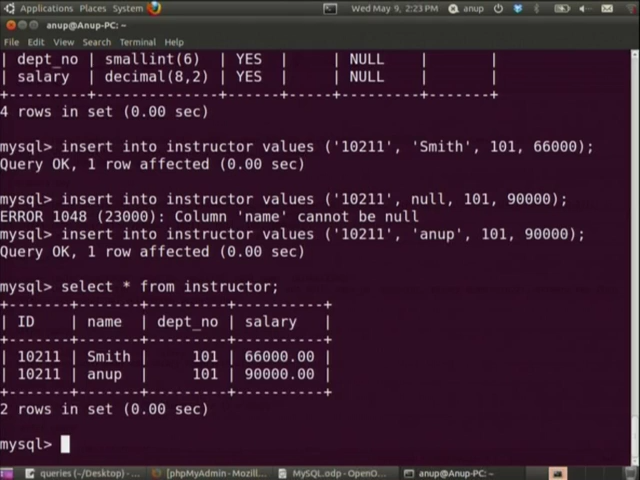 Applications Places System Wed May 9, 2:23 PM anup
anup@Anup-PC: ~
File Edit View Search Terminal Help
| dept_no | smallint(6) | YES | | NULL | |
| salary | decimal(8,2) | YES | | NULL | |
+---------+--------------+------+-----+---------+-------+
4 rows in set (0.00 sec)
mysql> insert into instructor values ('10211', 'Smith', 101, 66000);
Query OK, 1 row affected (0.00 sec)
mysql> insert into instructor values ('10211', null, 101, 90000);
ERROR 1048 (23000): Column 'name' cannot be null
mysql> insert into instructor values ('10211', 'anup', 101, 90000);
Query OK, 1 row affected (0.00 sec)
mysql> select * from instructor;
+-------+-------+---------+----------+
| ID | name | dept_no | salary |
+-------+-------+---------+----------+
| 10211 | Smith | 101 | 66000.00 |
| 10211 | anup | 101 | 90000.00 |
+-------+-------+---------+----------+
2 rows in set (0.00 sec)
mysql>
queries (~/Desktop) -... [phpMyAdmin - Mozill... MySQL.odp - OpenO... anup@Anup-PC: ~